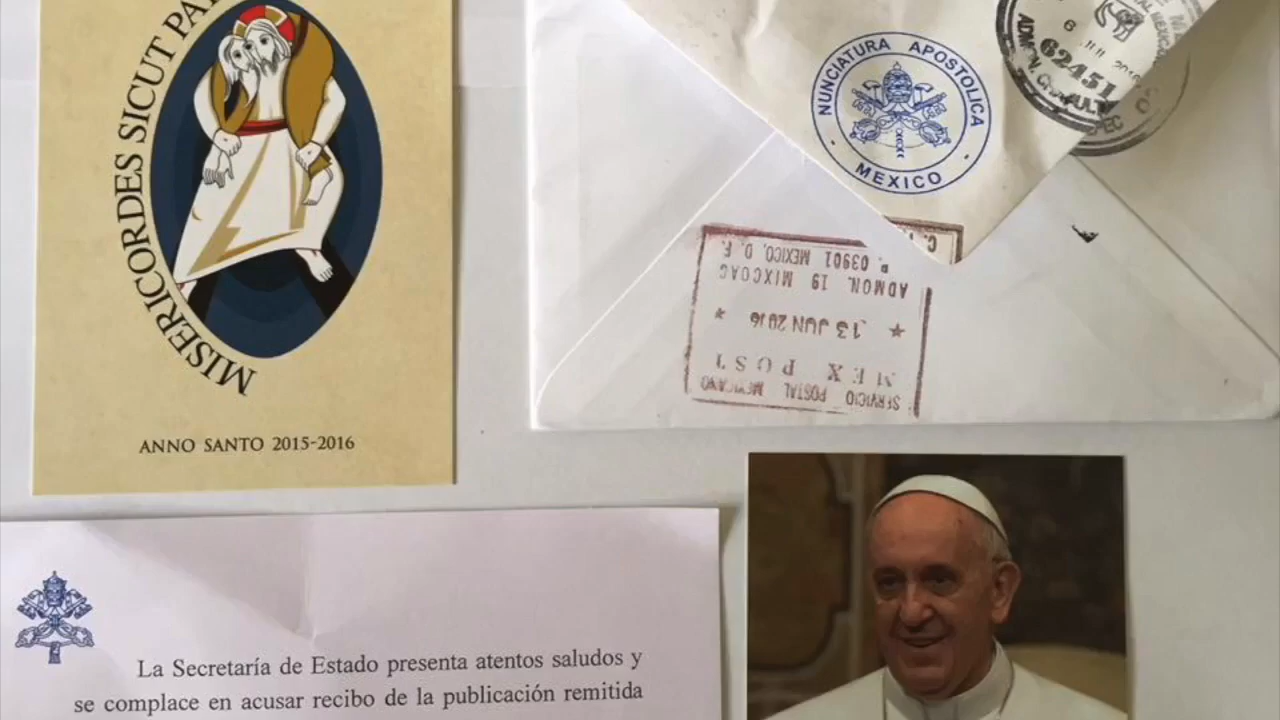 MISERICORDES SICUT PA
ANNO SANTO 2015-2016
NUNCIATURA APOSTOLICA
· MEXICO ·
6 JUN
62451
C.
P. 03901 MEXICO, D. F.
ADMON. 19 MIXCOAC
★ 13 JUN 2016 ★
MEX POST
SERVICIO POSTAL MEXICANO
La Secretaría de Estado presenta atentos saludos y
se complace en acusar recibo de la publicación remitida